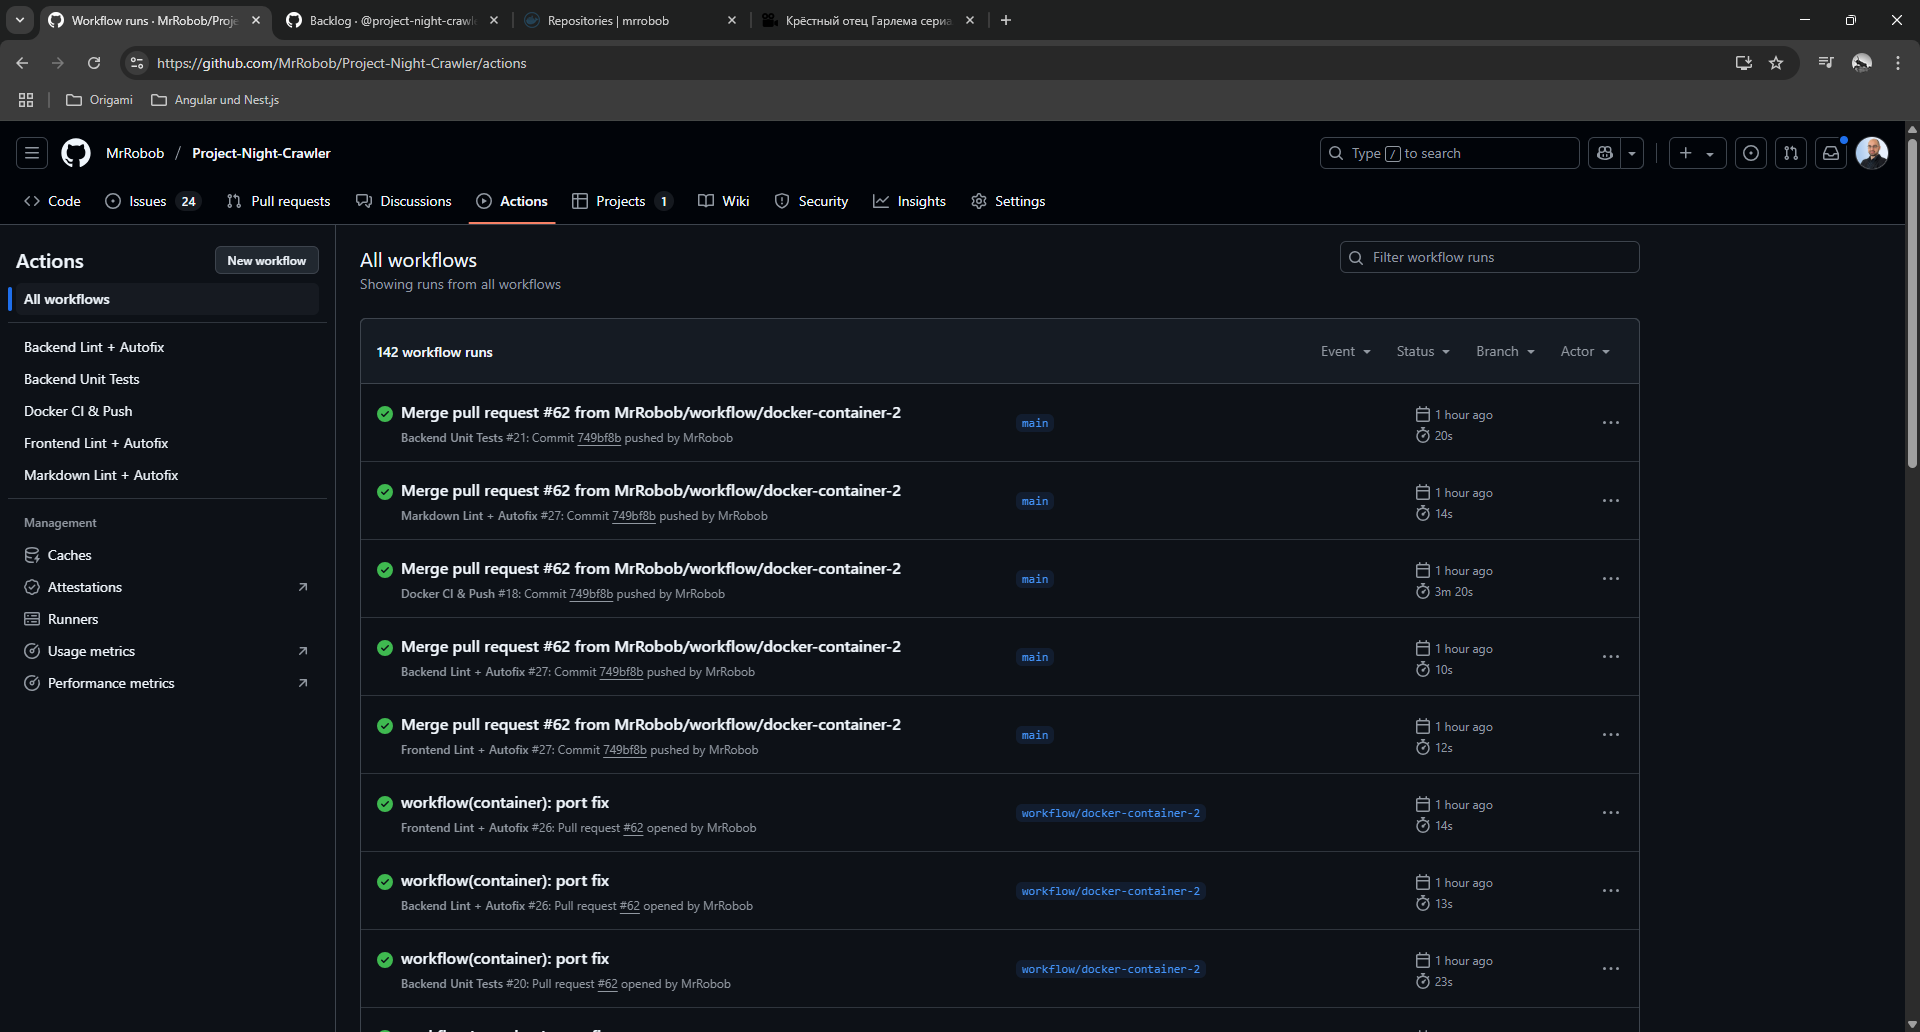 Workflow runs · MrRobob/Proje
Backlog · @project-night-crawl
Repositories | mrrobob
Крёстный отец Гарлема сериа
https://github.com/MrRobob/Project-Night-Crawler/actions
Origami
Angular und Nest.js
MrRobob / Project-Night-Crawler
Type / to search
Code
Issues 24
Pull requests
Discussions
Actions
Projects 1
Wiki
Security
Insights
Settings
Actions
New workflow
All workflows
Backend Lint + Autofix
Backend Unit Tests
Docker CI & Push
Frontend Lint + Autofix
Markdown Lint + Autofix
Management
Caches
Attestations
Runners
Usage metrics
Performance metrics
All workflows
Showing runs from all workflows
Filter workflow runs
142 workflow runs
Event
Status
Branch
Actor
Merge pull request #62 from MrRobob/workflow/docker-container-2
Backend Unit Tests #21: Commit 749bf8b pushed by MrRobob
main
1 hour ago
20s
Merge pull request #62 from MrRobob/workflow/docker-container-2
Markdown Lint + Autofix #27: Commit 749bf8b pushed by MrRobob
main
1 hour ago
14s
Merge pull request #62 from MrRobob/workflow/docker-container-2
Docker CI & Push #18: Commit 749bf8b pushed by MrRobob
main
1 hour ago
3m 20s
Merge pull request #62 from MrRobob/workflow/docker-container-2
Backend Lint + Autofix #27: Commit 749bf8b pushed by MrRobob
main
1 hour ago
10s
Merge pull request #62 from MrRobob/workflow/docker-container-2
Frontend Lint + Autofix #27: Commit 749bf8b pushed by MrRobob
main
1 hour ago
12s
workflow(container): port fix
Frontend Lint + Autofix #26: Pull request #62 opened by MrRobob
workflow/docker-container-2
1 hour ago
14s
workflow(container): port fix
Backend Lint + Autofix #26: Pull request #62 opened by MrRobob
workflow/docker-container-2
1 hour ago
13s
workflow(container): port fix
Backend Unit Tests #20: Pull request #62 opened by MrRobob
workflow/docker-container-2
1 hour ago
23s